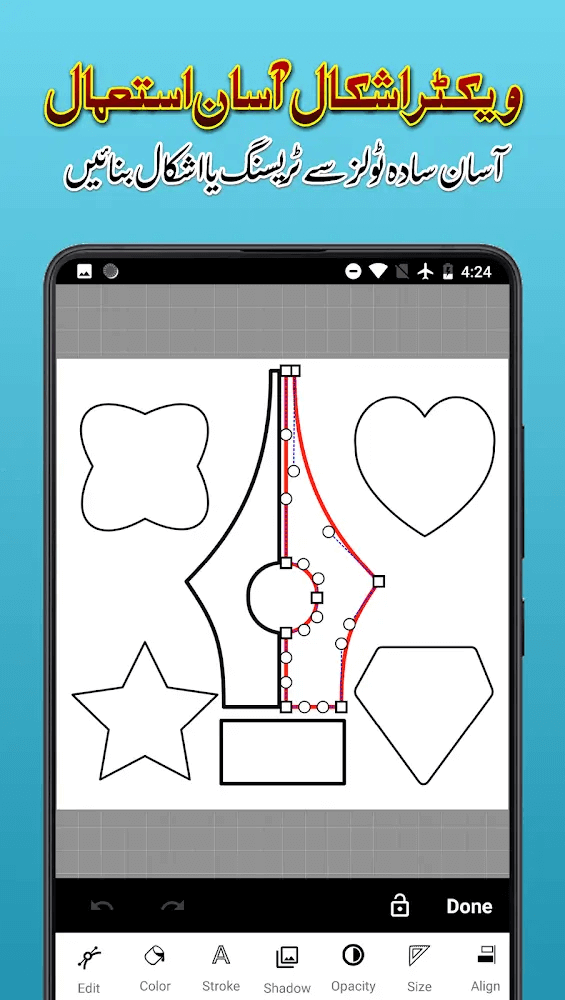 ویکٹر اشکال آسان استعمال
آسان سادہ ٹولز سے ٹریسنگ یا اشکال بنائیں
4:24
Done
Edit Color Stroke Shadow Opacity Size Align